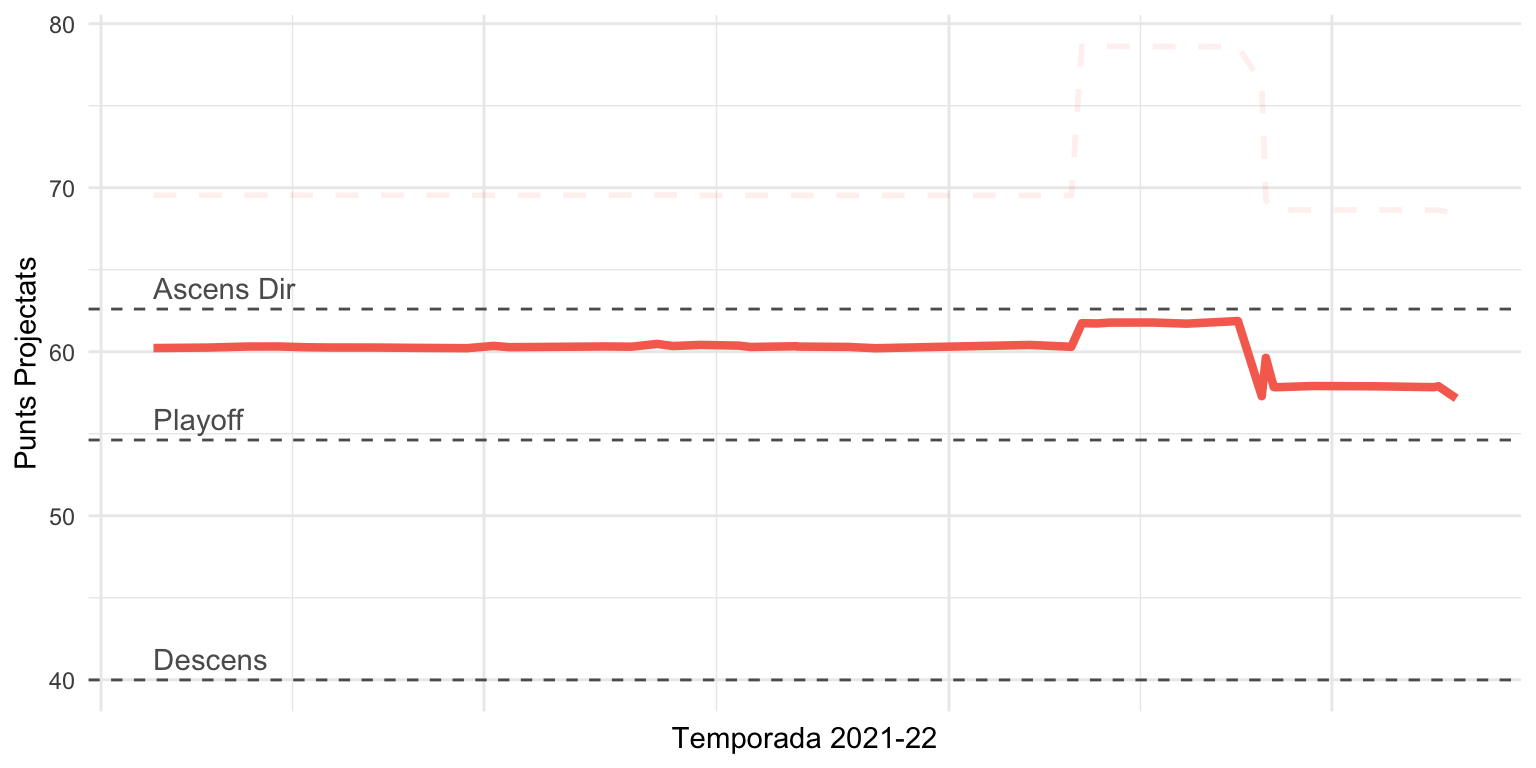 80
70
60
50
40
Punts Projectats
Ascens Dir
Playoff
Descens
Temporada 2021-22